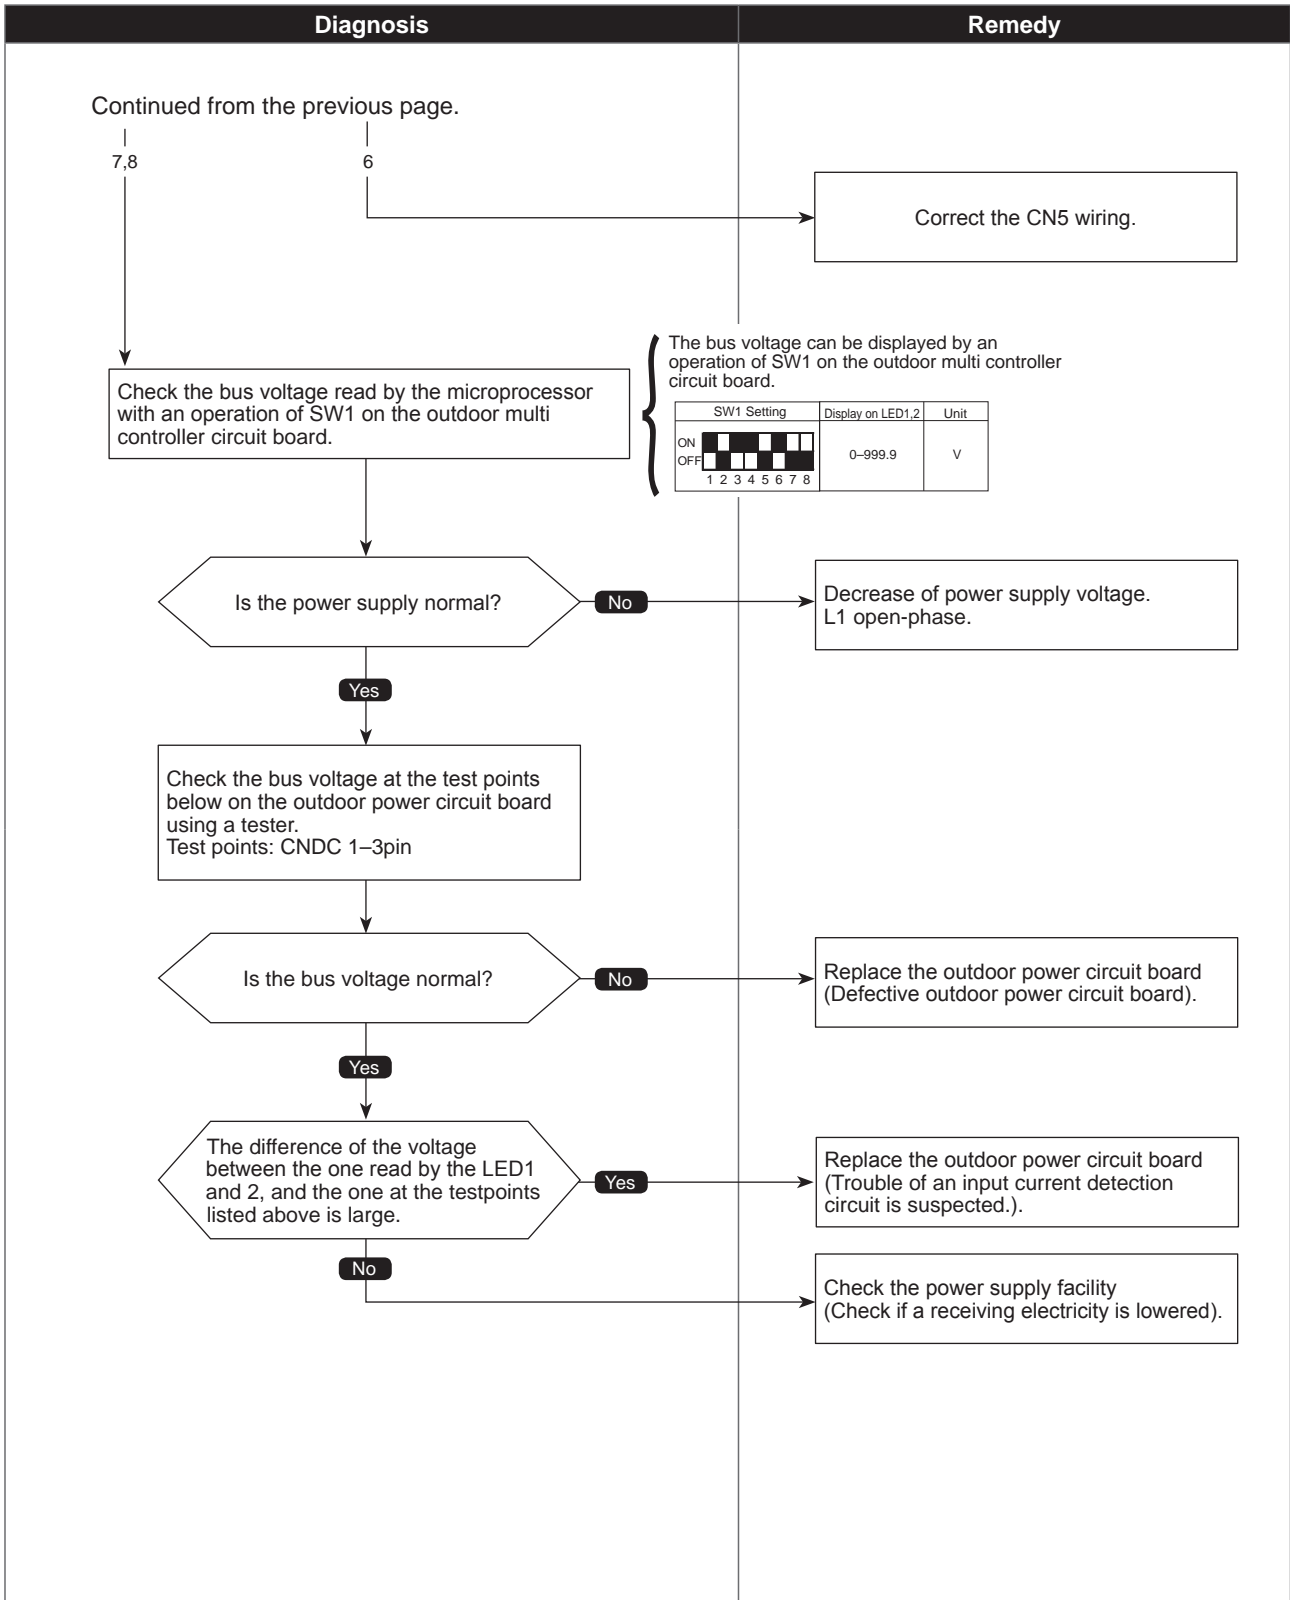 Diagnosis
Remedy
Continued from the previous page.
7,8
6
Correct the CN5 wiring.
The bus voltage can be displayed by an
operation of SW1 on the outdoor multi controller
circuit board.
Check the bus voltage read by the microprocessor
with an operation of SW1 on the outdoor multi
controller circuit board.
SW1 Setting
Display on LED1,2
Unit
ON
OFF
1 2 3 4 5 6 7 8
0–999.9
V
Is the power supply normal?
No
Decrease of power supply voltage.
L1 open-phase.
Yes
Check the bus voltage at the test points
below on the outdoor power circuit board
using a tester.
Test points: CNDC 1–3pin
Is the bus voltage normal?
No
Replace the outdoor power circuit board
(Defective outdoor power circuit board).
Yes
The difference of the voltage
between the one read by the LED1
and 2, and the one at the testpoints
listed above is large.
Yes
Replace the outdoor power circuit board
(Trouble of an input current detection
circuit is suspected.).
No
Check the power supply facility
(Check if a receiving electricity is lowered).